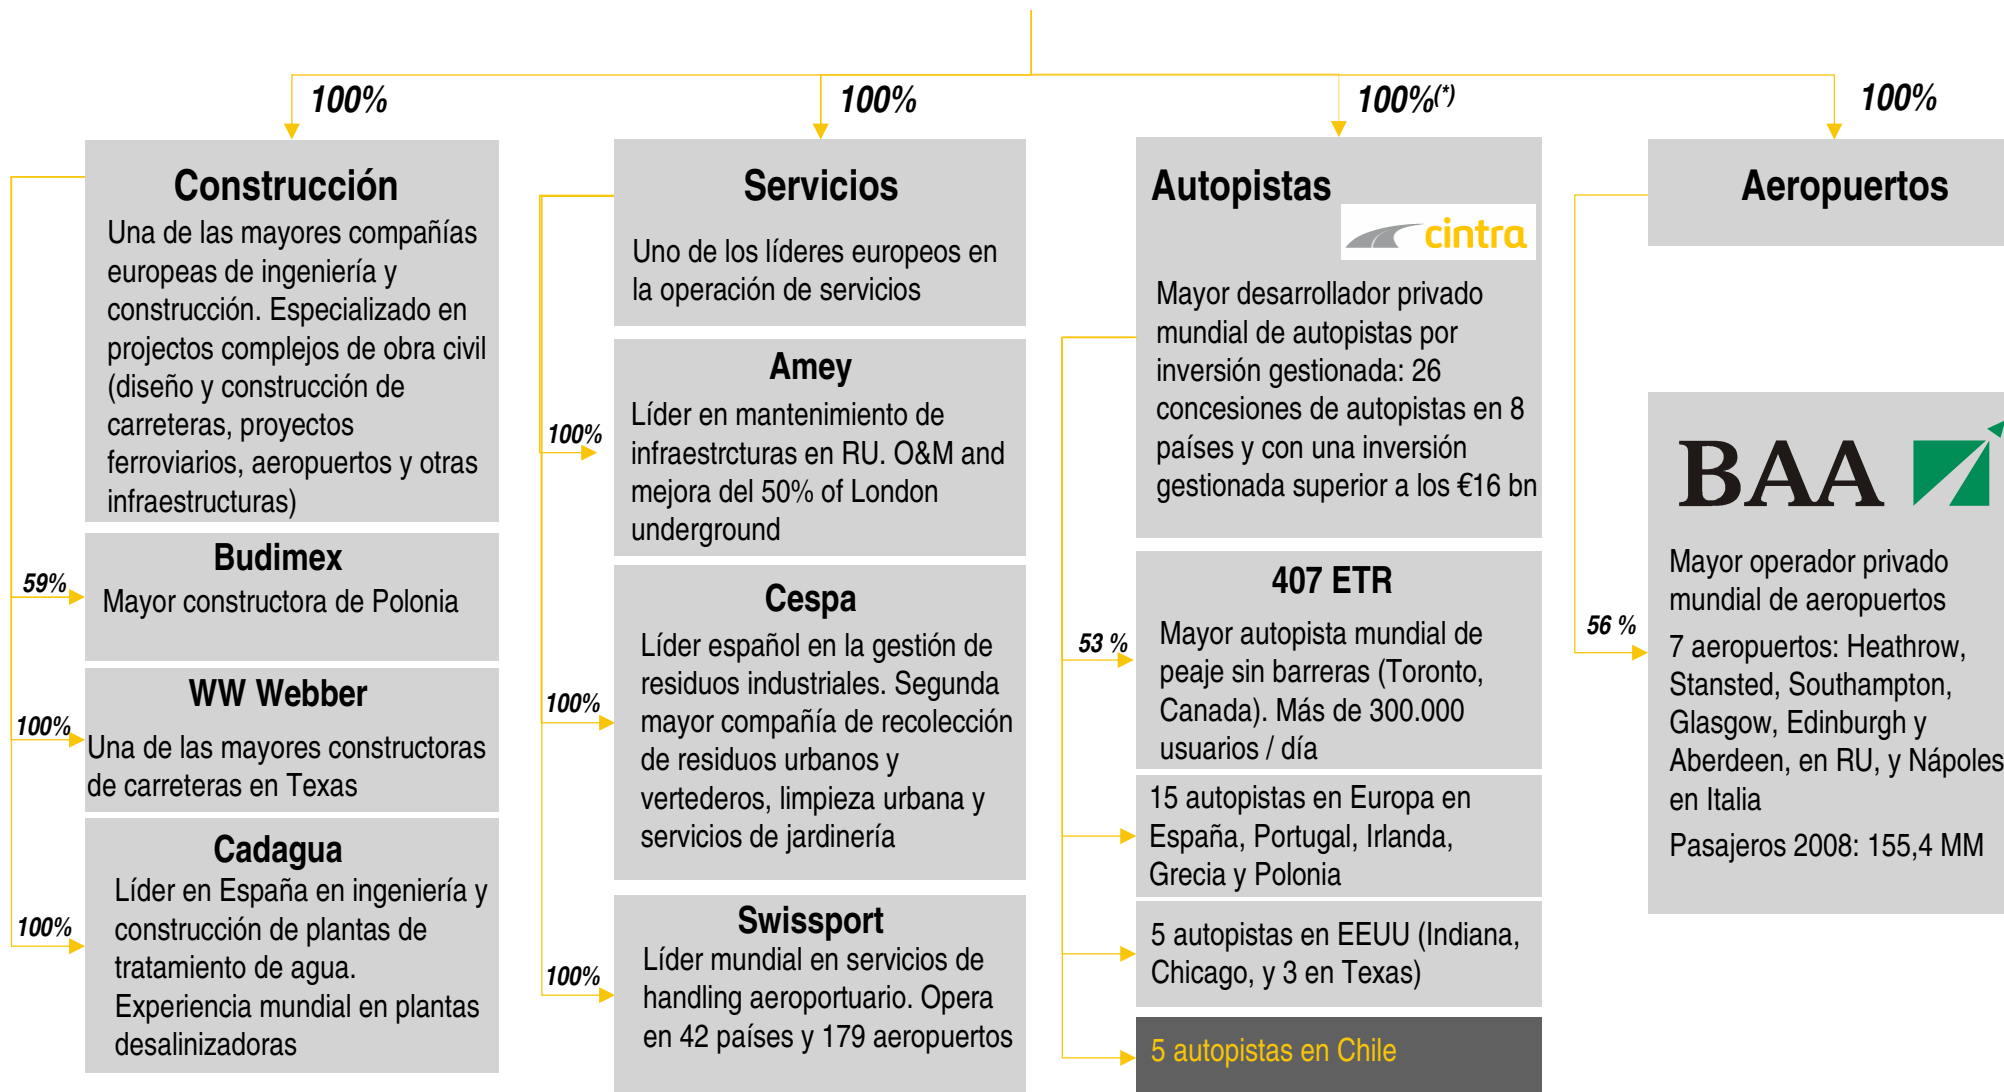 100%
100%
100%(*)
100%
Construcción
Una de las mayores compañías
europeas de ingeniería y
construcción. Especializado en
projectos complejos de obra civil
(diseño y construcción de
carreteras, proyectos
ferroviarios, aeropuertos y otras
infraestructuras)
59%
Budimex
Mayor constructora de Polonia
100%
WW Webber
Una de las mayores constructoras
de carreteras en Texas
100%
Cadagua
Líder en España en ingeniería y
construcción de plantas de
tratamiento de agua.
Experiencia mundial en plantas
desalinizadoras
Servicios
Uno de los líderes europeos en
la operación de servicios
100%
Amey
Líder en mantenimiento de
infraestrcturas en RU. O&M and
mejora del 50% of London
underground
100%
Cespa
Líder español en la gestión de
residuos industriales. Segunda
mayor compañía de recolección
de residuos urbanos y
vertederos, limpieza urbana y
servicios de jardinería
100%
Swissport
Líder mundial en servicios de
handling aeroportuario. Opera
en 42 países y 179 aeropuertos
Autopistas
cintra
Mayor desarrollador privado
mundial de autopistas por
inversión gestionada: 26
concesiones de autopistas en 8
países y con una inversión
gestionada superior a los €16 bn
53 %
407 ETR
Mayor autopista mundial de
peaje sin barreras (Toronto,
Canada). Más de 300.000
usuarios / día
15 autopistas en Europa en
España, Portugal, Irlanda,
Grecia y Polonia
5 autopistas en EEUU (Indiana,
Chicago, y 3 en Texas)
5 autopistas en Chile
Aeropuertos
56 %
BAA
Mayor operador privado
mundial de aeropuertos
7 aeropuertos: Heathrow,
Stansted, Southampton,
Glasgow, Edinburgh y
Aberdeen, en RU, y Nápoles
en Italia
Pasajeros 2008: 155,4 MM